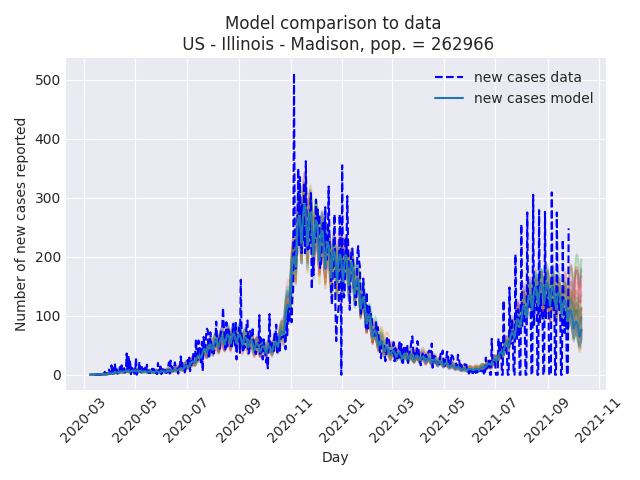 Model comparison to data
US - Illinois - Madison, pop. = 262966
new cases data
new cases model
Number of new cases reported
500
400
300
200
100
0
2020-03
2020-05
2020-07
2020-09
2020-11
2021-01
2021-03
2021-05
2021-07
2021-09
2021-11
Day